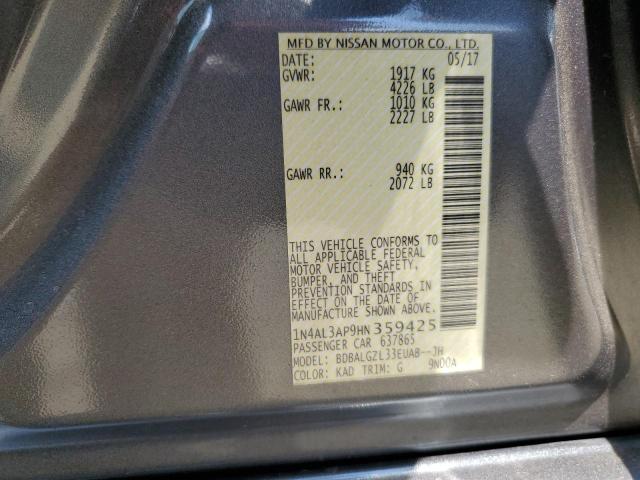 MFD BY NISSAN MOTOR CO., LTD.
DATE: 05/17
GVWR: 1917 KG
4226 LB
GAWR FR.: 1010 KG
2227 LB
GAWR RR.: 940 KG
2072 LB
THIS VEHICLE CONFORMS TO
ALL APPLICABLE FEDERAL
MOTOR VEHICLE SAFETY,
BUMPER, AND THEFT
PREVENTION STANDARDS IN
EFFECT ON THE DATE OF
MANUFACTURE SHOWN ABOVE.
1N4AL3AP9HN359425
PASSENGER CAR 637865
MODEL: BDBALGZL33EUAB--JH
COLOR: KAD TRIM: G 9N00A